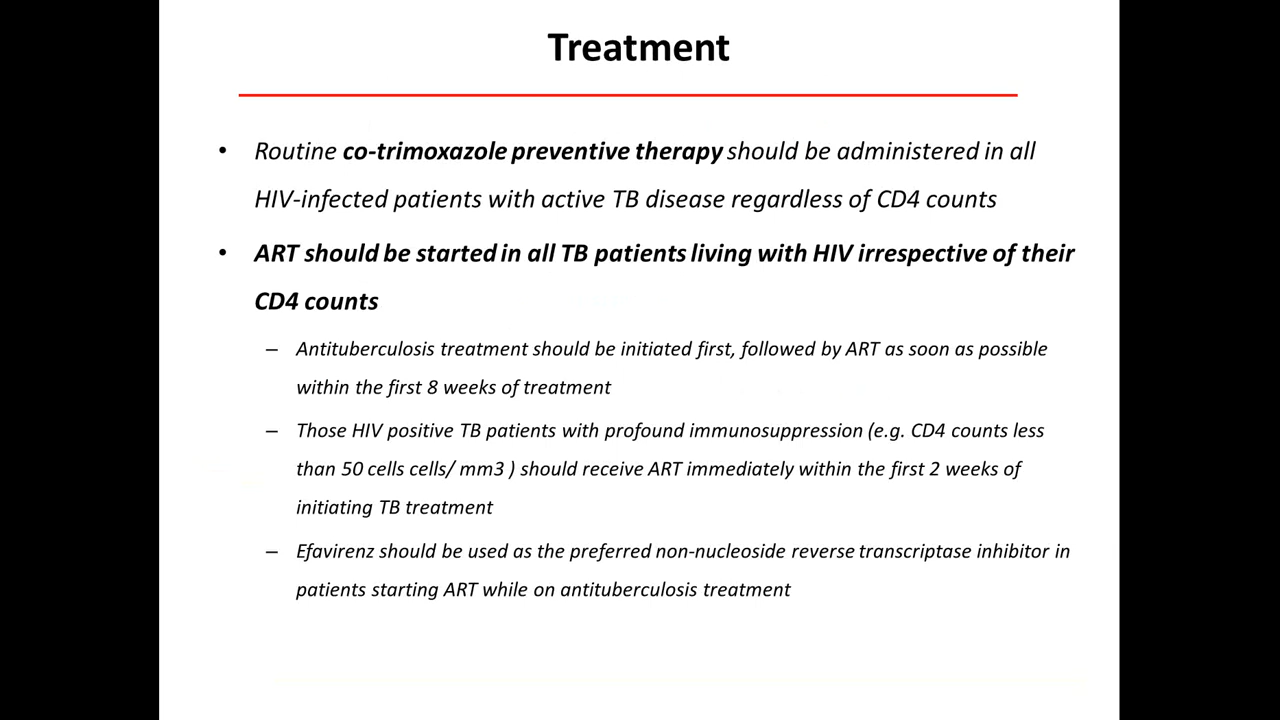 Treatment
• Routine co-trimoxazole preventive therapy should be administered in all
HIV-infected patients with active TB disease regardless of CD4 counts
• ART should be started in all TB patients living with HIV irrespective of their
CD4 counts
– Antituberculosis treatment should be initiated first, followed by ART as soon as possible
within the first 8 weeks of treatment
– Those HIV positive TB patients with profound immunosuppression (e.g. CD4 counts less
than 50 cells cells/ mm3 ) should receive ART immediately within the first 2 weeks of
initiating TB treatment
– Efavirenz should be used as the preferred non-nucleoside reverse transcriptase inhibitor in
patients starting ART while on antituberculosis treatment